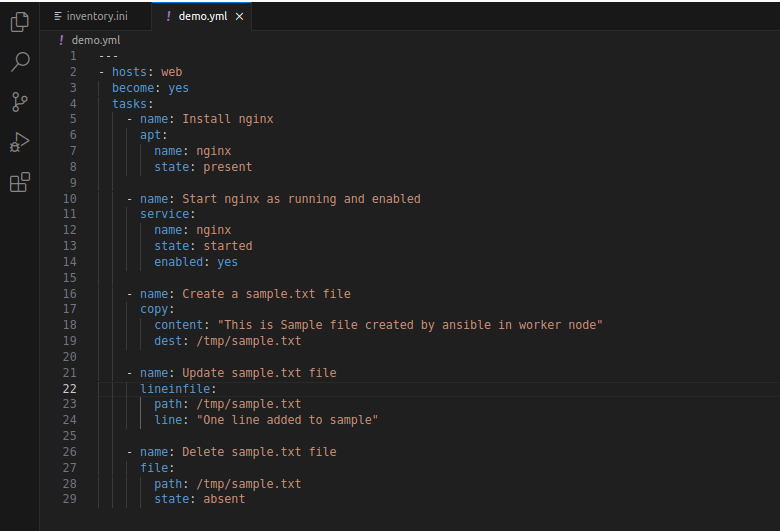 inventory.ini
! demo.yml ×
! demo.yml
1 ---
2 - hosts: web
3   become: yes
4   tasks:
5     - name: Install nginx
6       apt:
7         name: nginx
8         state: present
9
10     - name: Start nginx as running and enabled
11       service:
12         name: nginx
13         state: started
14         enabled: yes
15
16     - name: Create a sample.txt file
17       copy:
18         content: "This is Sample file created by ansible in worker node"
19         dest: /tmp/sample.txt
20
21     - name: Update sample.txt file
22       lineinfile:
23         path: /tmp/sample.txt
24         line: "One line added to sample"
25
26     - name: Delete sample.txt file
27       file:
28         path: /tmp/sample.txt
29         state: absent